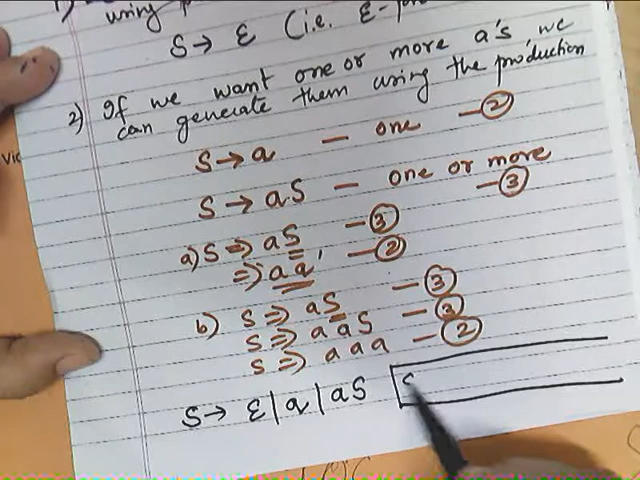 using
S → ε (i.e. ε-
2) If we want one or more a's we
can generate them using the production
S → a — one — ②
S → aS — one or more — ③
a) S ⇒ aS — ③
⇒ aa — ②
b) S ⇒ aS — ③
S ⇒ aaS — ③
S ⇒ aaa — ②
S → ε | a | aS